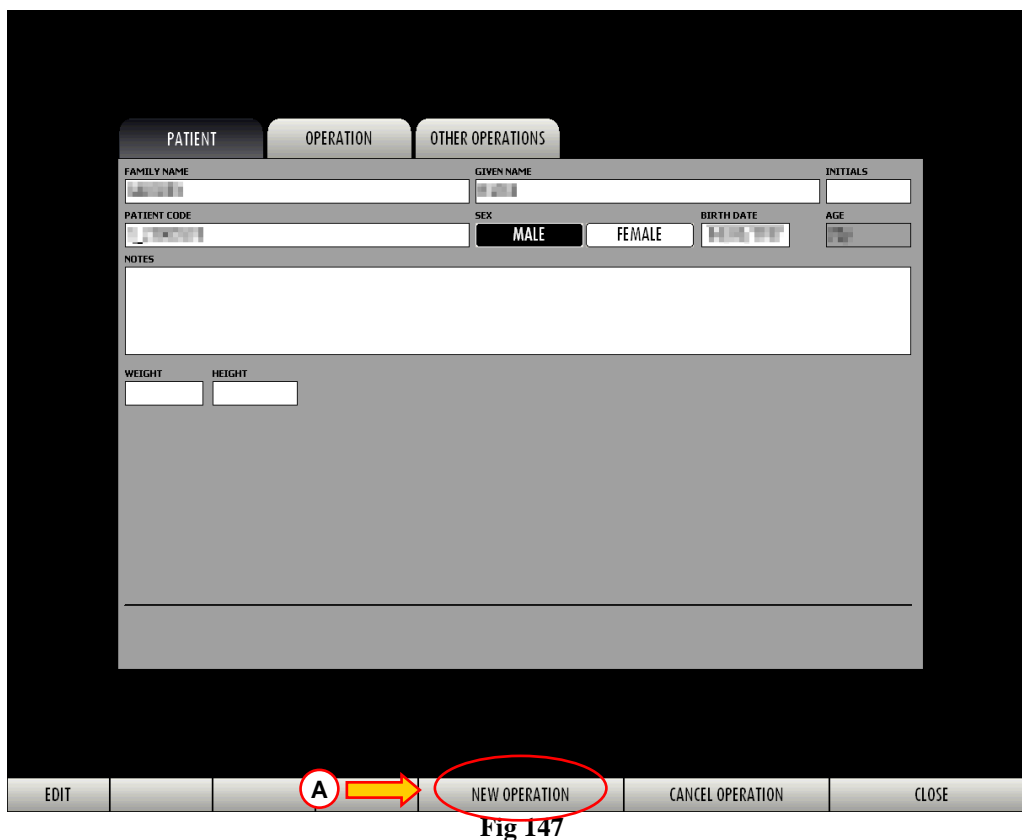 PATIENT OPERATION OTHER OPERATIONS
FAMILY NAME GIVEN NAME INITIALS
PATIENT CODE SEX BIRTH DATE AGE
MALE FEMALE
NOTES
WEIGHT HEIGHT
A
EDIT NEW OPERATION CANCEL OPERATION CLOSE
Fig 147